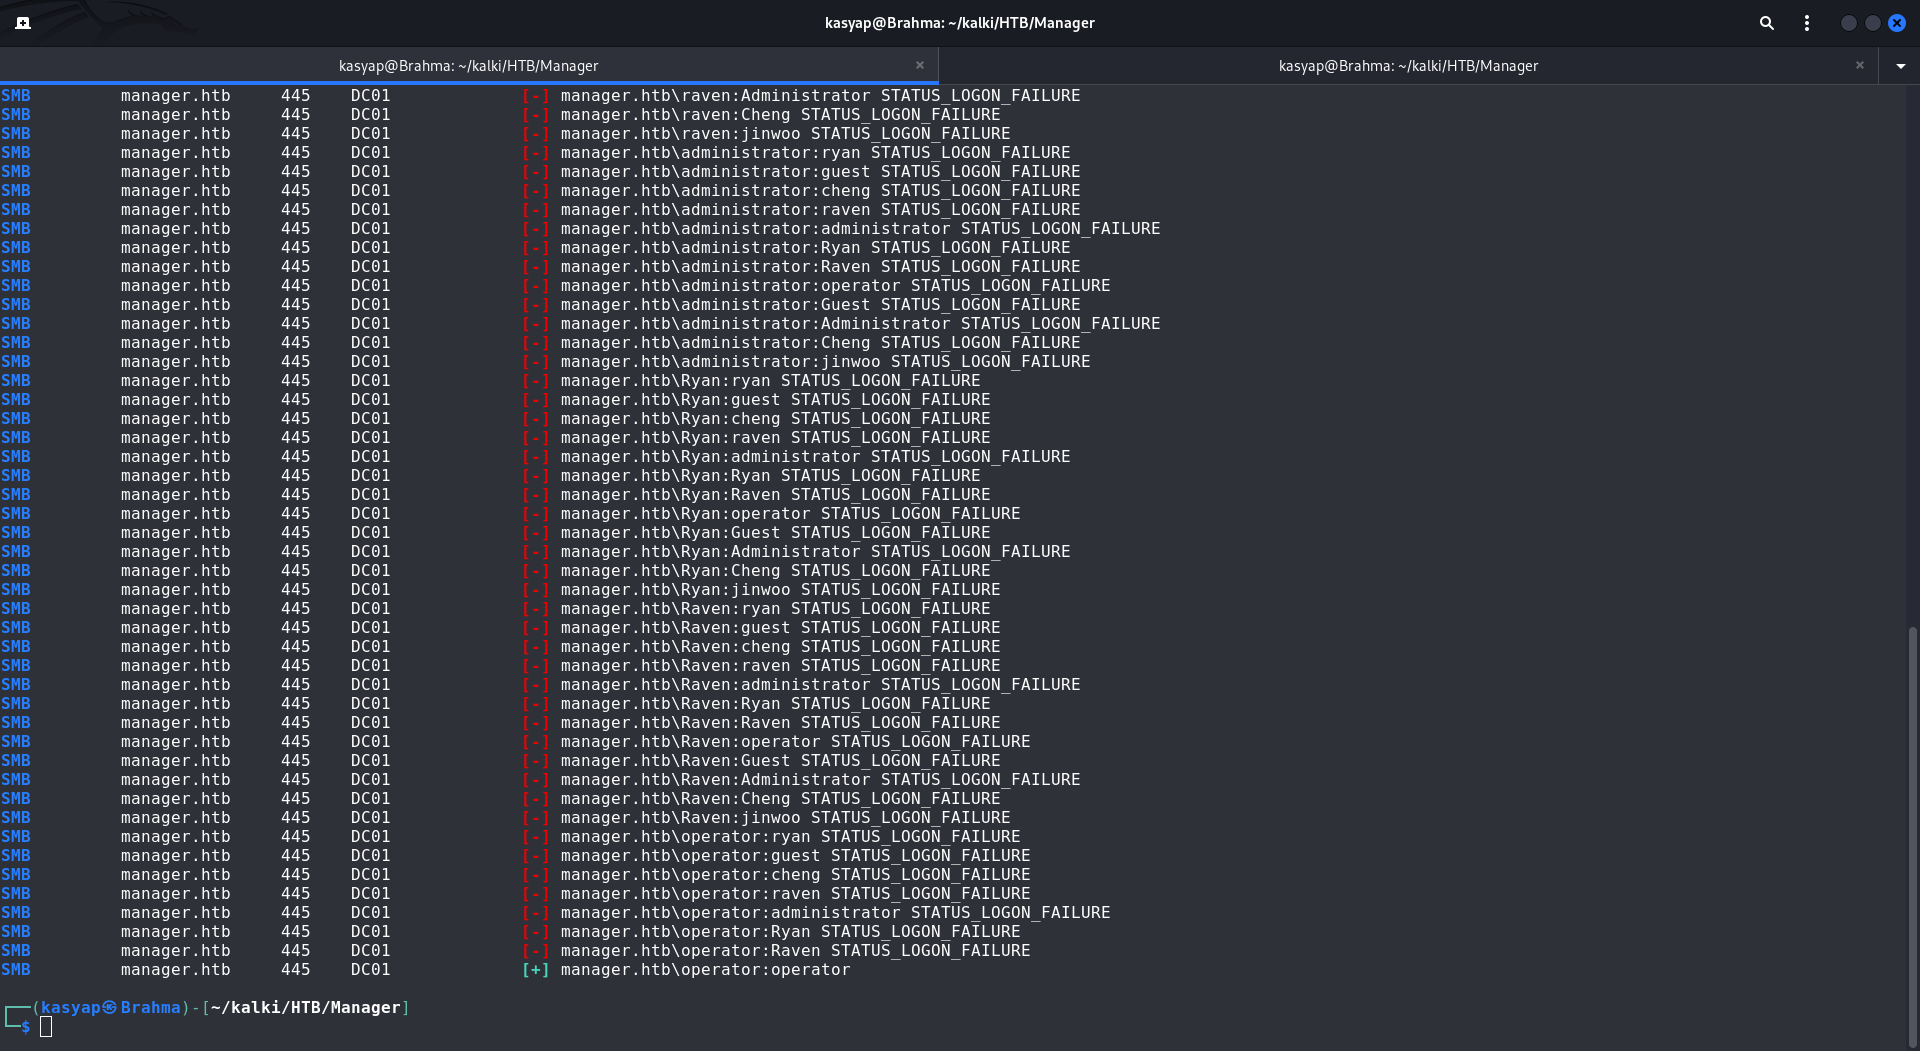 kasyap@Brahma: ~/kalki/HTB/Manager
kasyap@Brahma: ~/kalki/HTB/Manager × kasyap@Brahma: ~/kalki/HTB/Manager ×
SMB manager.htb 445 DC01 [-] manager.htb\raven:Administrator STATUS_LOGON_FAILURE
SMB manager.htb 445 DC01 [-] manager.htb\raven:Cheng STATUS_LOGON_FAILURE
SMB manager.htb 445 DC01 [-] manager.htb\raven:jinwoo STATUS_LOGON_FAILURE
SMB manager.htb 445 DC01 [-] manager.htb\administrator:ryan STATUS_LOGON_FAILURE
SMB manager.htb 445 DC01 [-] manager.htb\administrator:guest STATUS_LOGON_FAILURE
SMB manager.htb 445 DC01 [-] manager.htb\administrator:cheng STATUS_LOGON_FAILURE
SMB manager.htb 445 DC01 [-] manager.htb\administrator:raven STATUS_LOGON_FAILURE
SMB manager.htb 445 DC01 [-] manager.htb\administrator:administrator STATUS_LOGON_FAILURE
SMB manager.htb 445 DC01 [-] manager.htb\administrator:Ryan STATUS_LOGON_FAILURE
SMB manager.htb 445 DC01 [-] manager.htb\administrator:Raven STATUS_LOGON_FAILURE
SMB manager.htb 445 DC01 [-] manager.htb\administrator:operator STATUS_LOGON_FAILURE
SMB manager.htb 445 DC01 [-] manager.htb\administrator:Guest STATUS_LOGON_FAILURE
SMB manager.htb 445 DC01 [-] manager.htb\administrator:Administrator STATUS_LOGON_FAILURE
SMB manager.htb 445 DC01 [-] manager.htb\administrator:Cheng STATUS_LOGON_FAILURE
SMB manager.htb 445 DC01 [-] manager.htb\administrator:jinwoo STATUS_LOGON_FAILURE
SMB manager.htb 445 DC01 [-] manager.htb\Ryan:ryan STATUS_LOGON_FAILURE
SMB manager.htb 445 DC01 [-] manager.htb\Ryan:guest STATUS_LOGON_FAILURE
SMB manager.htb 445 DC01 [-] manager.htb\Ryan:cheng STATUS_LOGON_FAILURE
SMB manager.htb 445 DC01 [-] manager.htb\Ryan:raven STATUS_LOGON_FAILURE
SMB manager.htb 445 DC01 [-] manager.htb\Ryan:administrator STATUS_LOGON_FAILURE
SMB manager.htb 445 DC01 [-] manager.htb\Ryan:Ryan STATUS_LOGON_FAILURE
SMB manager.htb 445 DC01 [-] manager.htb\Ryan:Raven STATUS_LOGON_FAILURE
SMB manager.htb 445 DC01 [-] manager.htb\Ryan:operator STATUS_LOGON_FAILURE
SMB manager.htb 445 DC01 [-] manager.htb\Ryan:Guest STATUS_LOGON_FAILURE
SMB manager.htb 445 DC01 [-] manager.htb\Ryan:Administrator STATUS_LOGON_FAILURE
SMB manager.htb 445 DC01 [-] manager.htb\Ryan:Cheng STATUS_LOGON_FAILURE
SMB manager.htb 445 DC01 [-] manager.htb\Ryan:jinwoo STATUS_LOGON_FAILURE
SMB manager.htb 445 DC01 [-] manager.htb\Raven:ryan STATUS_LOGON_FAILURE
SMB manager.htb 445 DC01 [-] manager.htb\Raven:guest STATUS_LOGON_FAILURE
SMB manager.htb 445 DC01 [-] manager.htb\Raven:cheng STATUS_LOGON_FAILURE
SMB manager.htb 445 DC01 [-] manager.htb\Raven:raven STATUS_LOGON_FAILURE
SMB manager.htb 445 DC01 [-] manager.htb\Raven:administrator STATUS_LOGON_FAILURE
SMB manager.htb 445 DC01 [-] manager.htb\Raven:Ryan STATUS_LOGON_FAILURE
SMB manager.htb 445 DC01 [-] manager.htb\Raven:Raven STATUS_LOGON_FAILURE
SMB manager.htb 445 DC01 [-] manager.htb\Raven:operator STATUS_LOGON_FAILURE
SMB manager.htb 445 DC01 [-] manager.htb\Raven:Guest STATUS_LOGON_FAILURE
SMB manager.htb 445 DC01 [-] manager.htb\Raven:Administrator STATUS_LOGON_FAILURE
SMB manager.htb 445 DC01 [-] manager.htb\Raven:Cheng STATUS_LOGON_FAILURE
SMB manager.htb 445 DC01 [-] manager.htb\Raven:jinwoo STATUS_LOGON_FAILURE
SMB manager.htb 445 DC01 [-] manager.htb\operator:ryan STATUS_LOGON_FAILURE
SMB manager.htb 445 DC01 [-] manager.htb\operator:guest STATUS_LOGON_FAILURE
SMB manager.htb 445 DC01 [-] manager.htb\operator:cheng STATUS_LOGON_FAILURE
SMB manager.htb 445 DC01 [-] manager.htb\operator:raven STATUS_LOGON_FAILURE
SMB manager.htb 445 DC01 [-] manager.htb\operator:administrator STATUS_LOGON_FAILURE
SMB manager.htb 445 DC01 [-] manager.htb\operator:Ryan STATUS_LOGON_FAILURE
SMB manager.htb 445 DC01 [-] manager.htb\operator:Raven STATUS_LOGON_FAILURE
SMB manager.htb 445 DC01 [+] manager.htb\operator:operator
┌──(kasyap㉿Brahma)-[~/kalki/HTB/Manager]
└─$